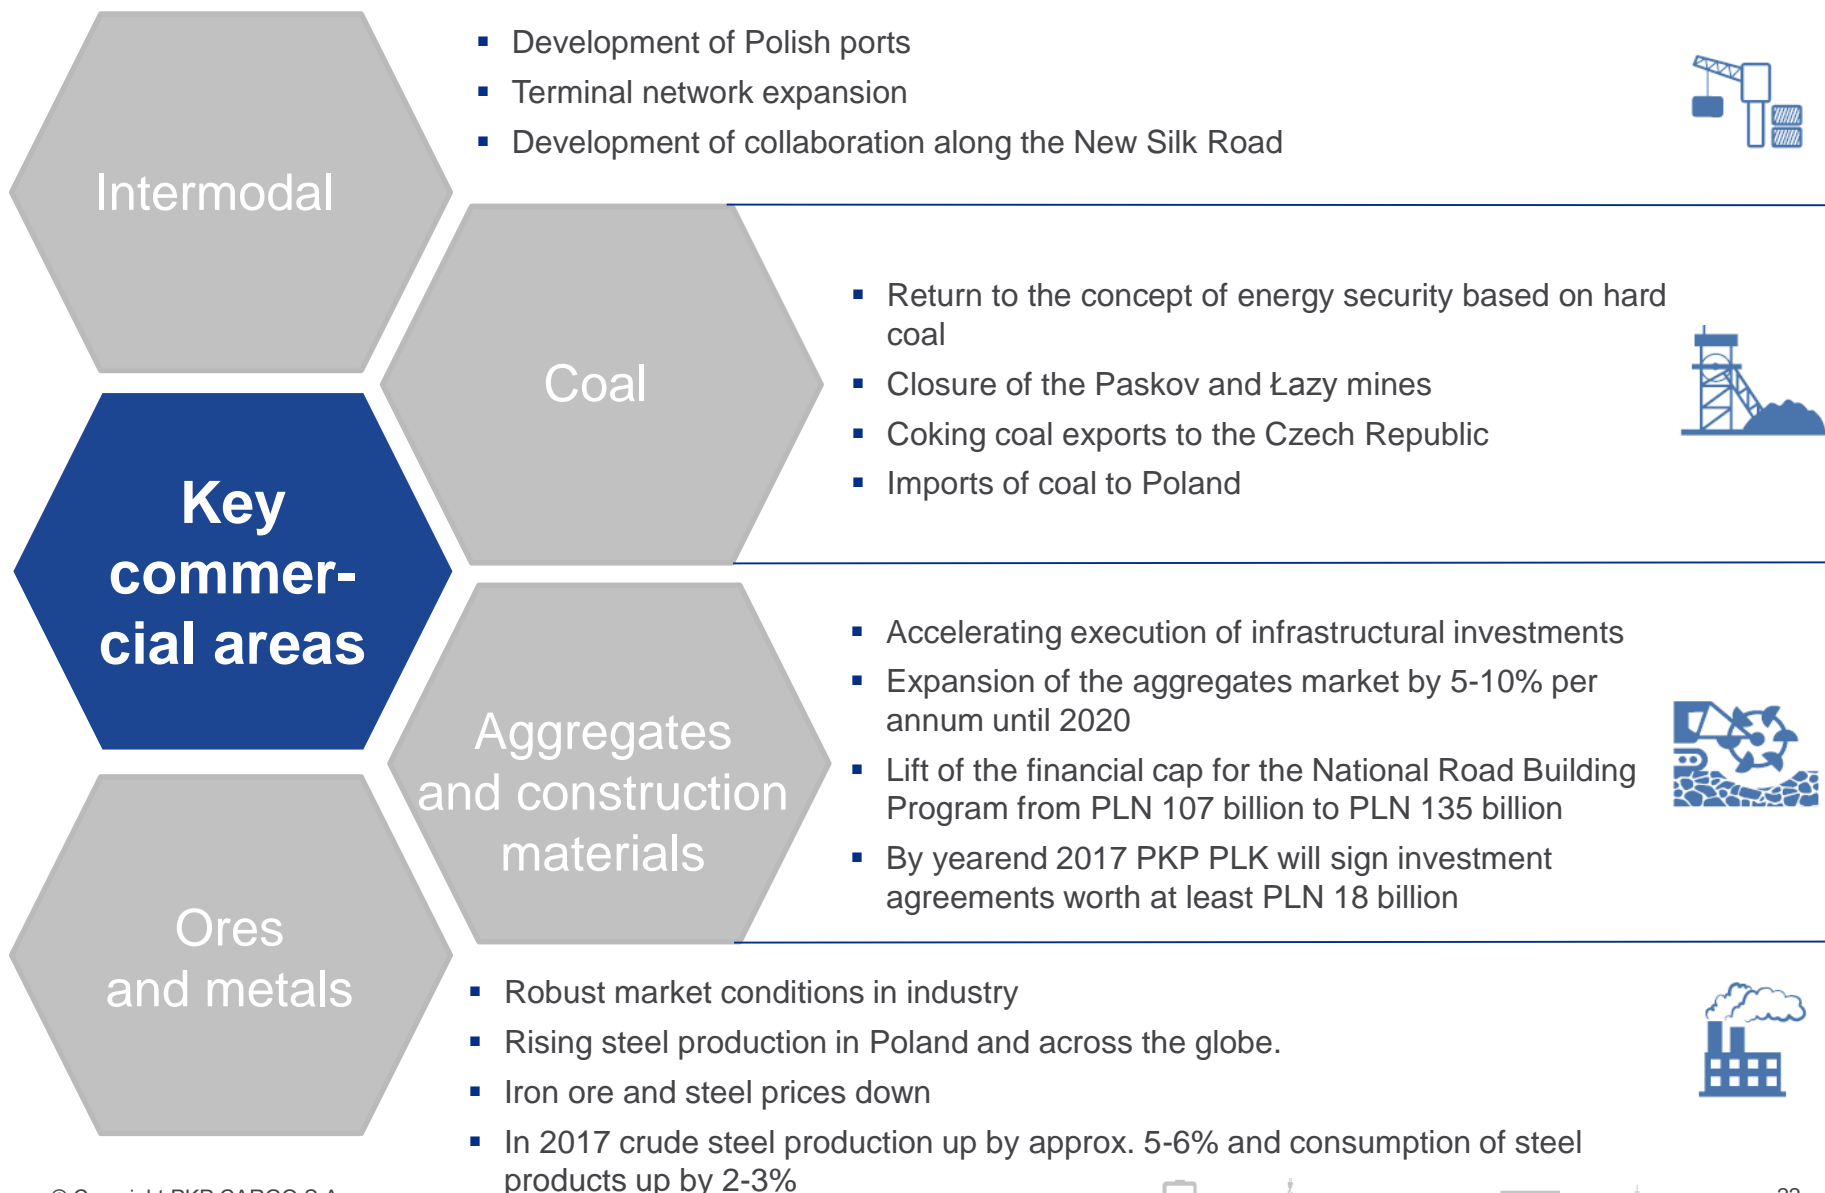 Intermodal
Development of Polish ports
Terminal network expansion
Development of collaboration along the New Silk Road
Coal
Return to the concept of energy security based on hard
coal
Closure of the Paskov and Łazy mines
Coking coal exports to the Czech Republic
Imports of coal to Poland
Key
commer-
cial areas
Aggregates
and construction
materials
Accelerating execution of infrastructural investments
Expansion of the aggregates market by 5-10% per
annum until 2020
Lift of the financial cap for the National Road Building
Program from PLN 107 billion to PLN 135 billion
By yearend 2017 PKP PLK will sign investment
agreements worth at least PLN 18 billion
Ores
and metals
Robust market conditions in industry
Rising steel production in Poland and across the globe.
Iron ore and steel prices down
In 2017 crude steel production up by approx. 5-6% and consumption of steel
products up by 2-3%
© Copyright PKP CARGO S.A.